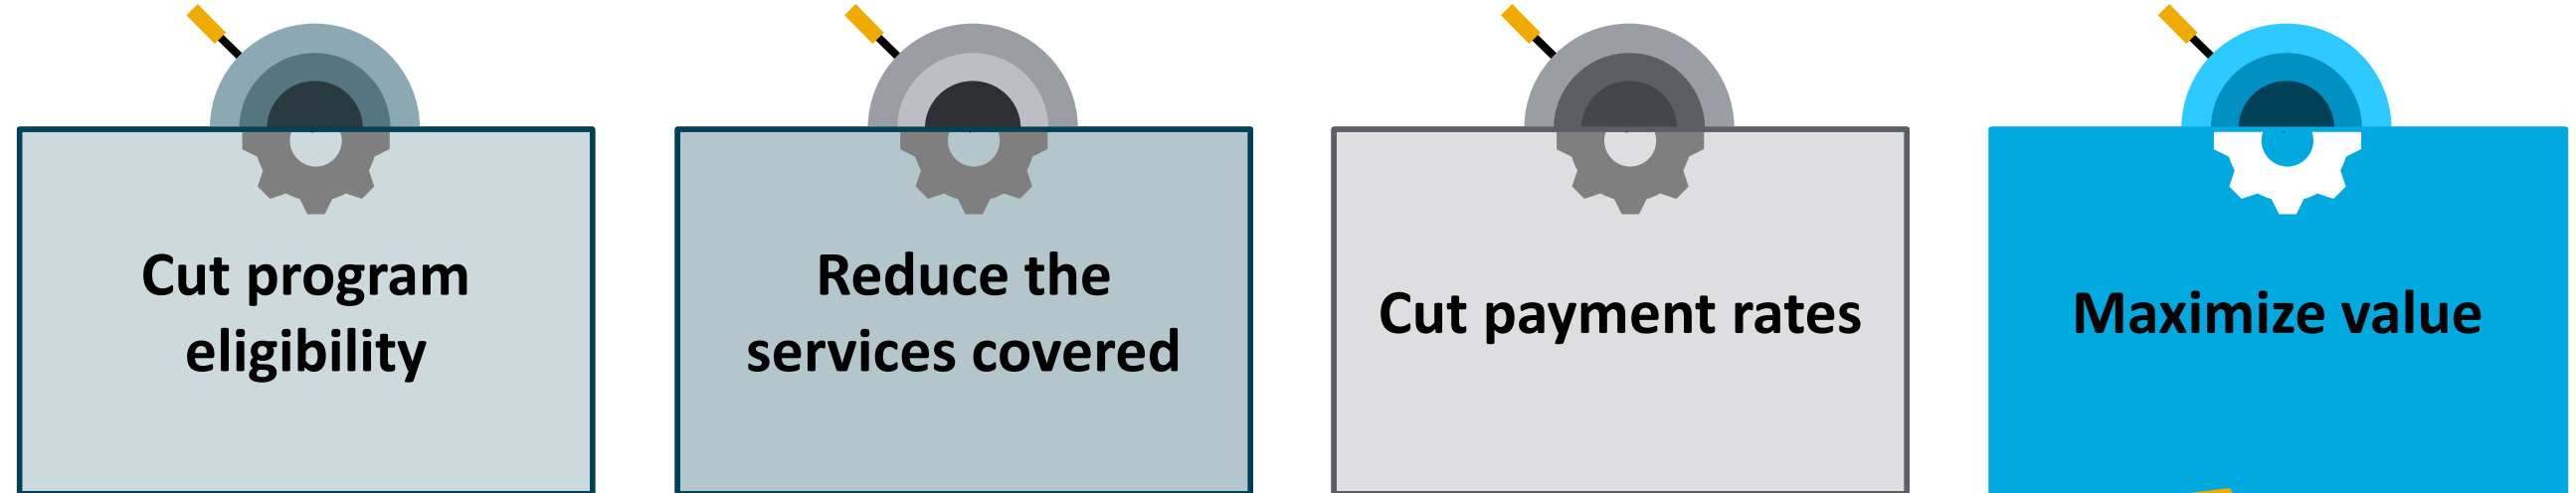 Cut program
eligibility
Reduce the
services covered
Cut payment rates
Maximize value